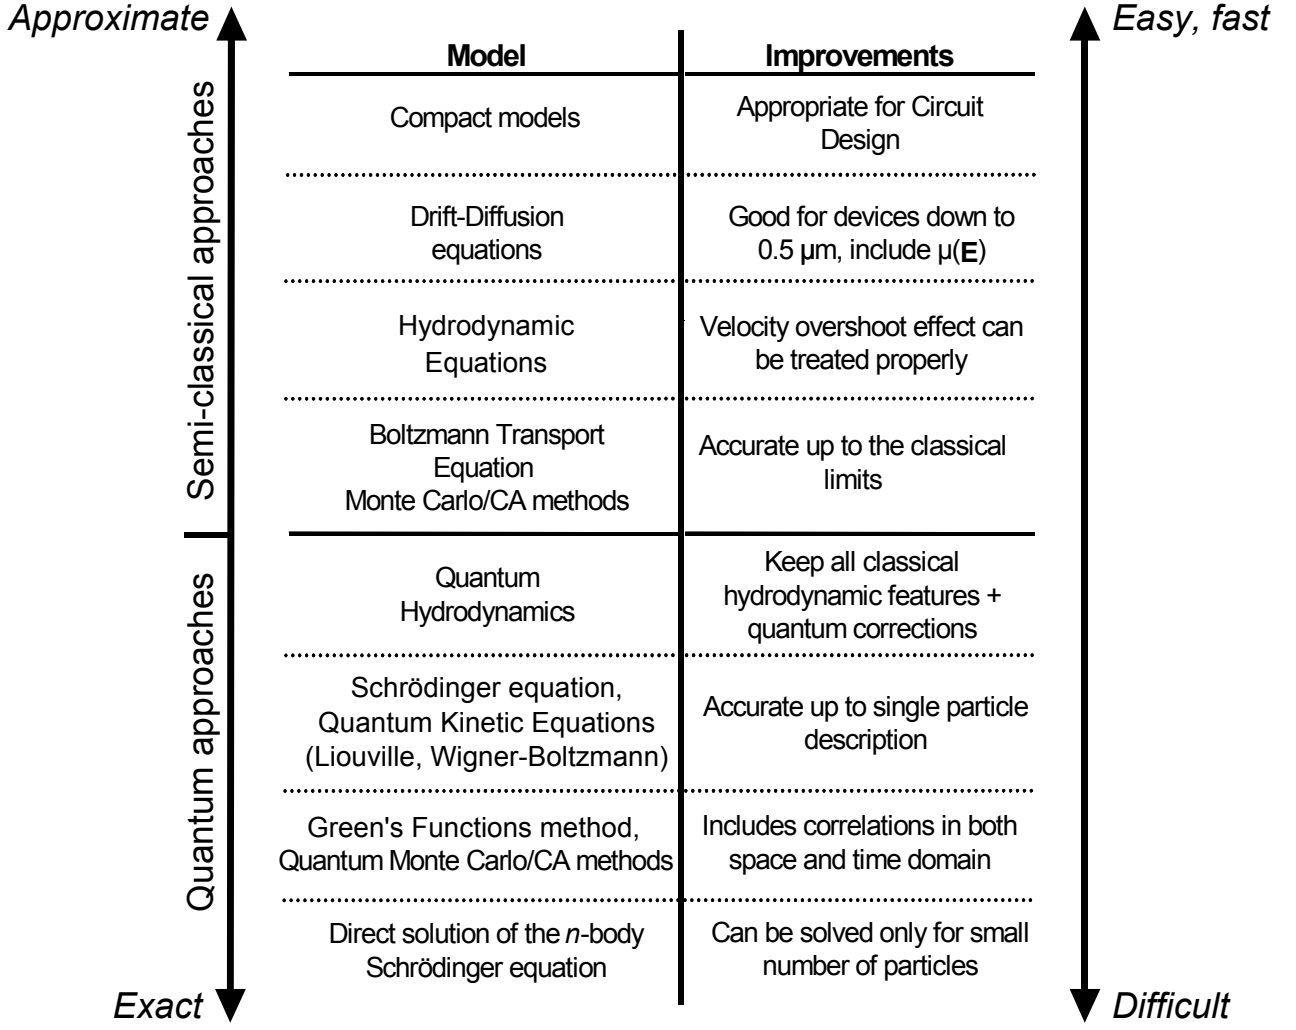 Approximate
Easy, fast
Model
Improvements
Semi-classical approaches
Compact models
Appropriate for Circuit
Design
Drift-Diffusion
equations
Good for devices down to
0.5 μm, include μ(E)
Hydrodynamic
Equations
Velocity overshoot effect can
be treated properly
Boltzmann Transport
Equation
Monte Carlo/CA methods
Accurate up to the classical
limits
Quantum approaches
Quantum
Hydrodynamics
Keep all classical
hydrodynamic features +
quantum corrections
Schrödinger equation,
Quantum Kinetic Equations
(Liouville, Wigner-Boltzmann)
Accurate up to single particle
description
Green's Functions method,
Quantum Monte Carlo/CA methods
Includes correlations in both
space and time domain
Direct solution of the n-body
Schrödinger equation
Can be solved only for small
number of particles
Exact
Difficult